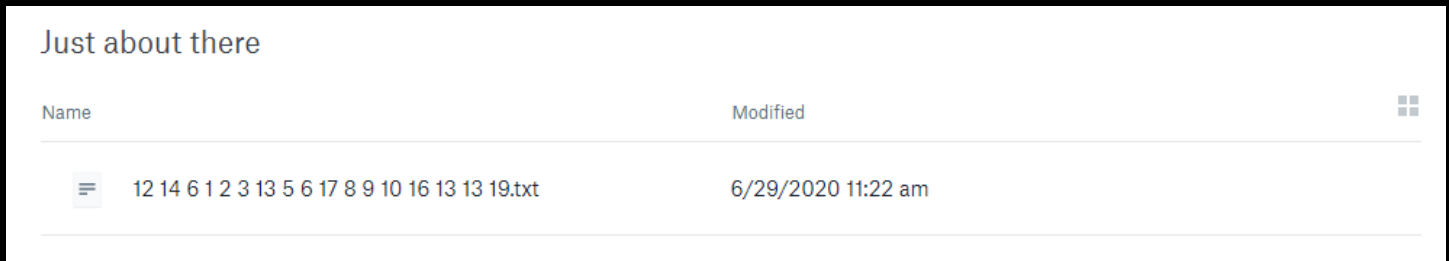 Just about there
Name Modified
12 14 6 1 2 3 13 5 6 17 8 9 10 16 13 13 19.txt 6/29/2020 11:22 am